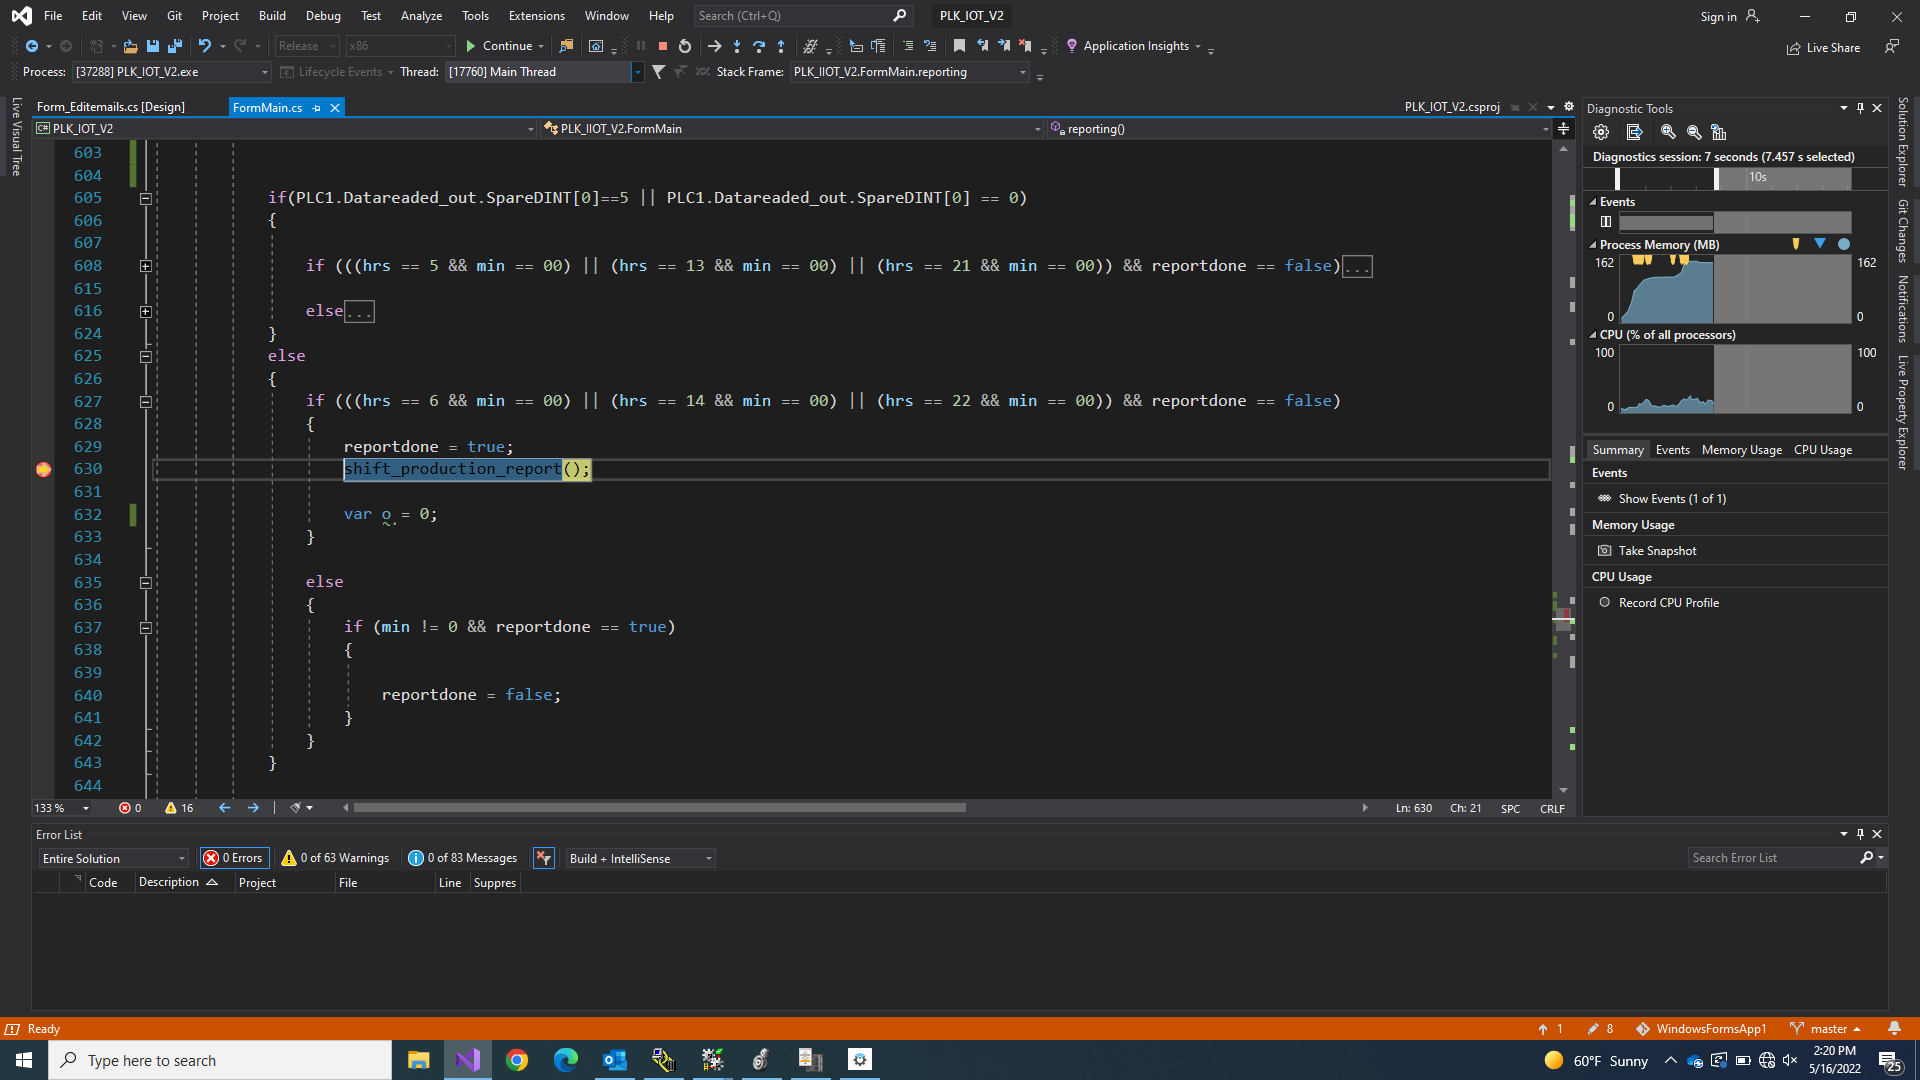 File Edit View Git Project Build Debug Test Analyze Tools Extensions Window Help Search (Ctrl+Q) PLK_IOT_V2 Sign in
Release x86 Continue Application Insights Live Share
Process: [37288] PLK_IOT_V2.exe Lifecycle Events Thread: [17760] Main Thread Stack Frame: PLK_IIOT_V2.FormMain.reporting
Form_Editemails.cs [Design] FormMain.cs PLK_IOT_V2.csproj
PLK_IOT_V2 PLK_IIOT_V2.FormMain reporting()
603
604
605 if(PLC1.Datareaded_out.SpareDINT[0]==5 || PLC1.Datareaded_out.SpareDINT[0] == 0)
606 {
607
608 if (((hrs == 5 && min == 00) || (hrs == 13 && min == 00) || (hrs == 21 && min == 00)) && reportdone == false)...
615
616 else...
624 }
625 else
626 {
627 if (((hrs == 6 && min == 00) || (hrs == 14 && min == 00) || (hrs == 22 && min == 00)) && reportdone == false)
628 {
629 reportdone = true;
630 shift_production_report();
631
632 var o = 0;
633 }
634
635 else
636 {
637 if (min != 0 && reportdone == true)
638 {
639
640 reportdone = false;
641 }
642 }
643 }
644
133 % 0 16 Ln: 630 Ch: 21 SPC CRLF
Live Visual Tree
Diagnostic Tools
Diagnostics session: 7 seconds (7.457 s selected)
10s
Events
Process Memory (MB)
162 162
0 0
CPU (% of all processors)
100 100
0 0
Summary Events Memory Usage CPU Usage
Events
Show Events (1 of 1)
Memory Usage
Take Snapshot
CPU Usage
Record CPU Profile
Solution Explorer
Git Changes
Notifications
Live Property Explorer
Error List
Entire Solution 0 Errors 0 of 63 Warnings 0 of 83 Messages Build + IntelliSense Search Error List
Code Description Project File Line Suppres
Ready 1 8 WindowsFormsApp1 master
Type here to search 60°F Sunny 2:20 PM
5/16/2022 25